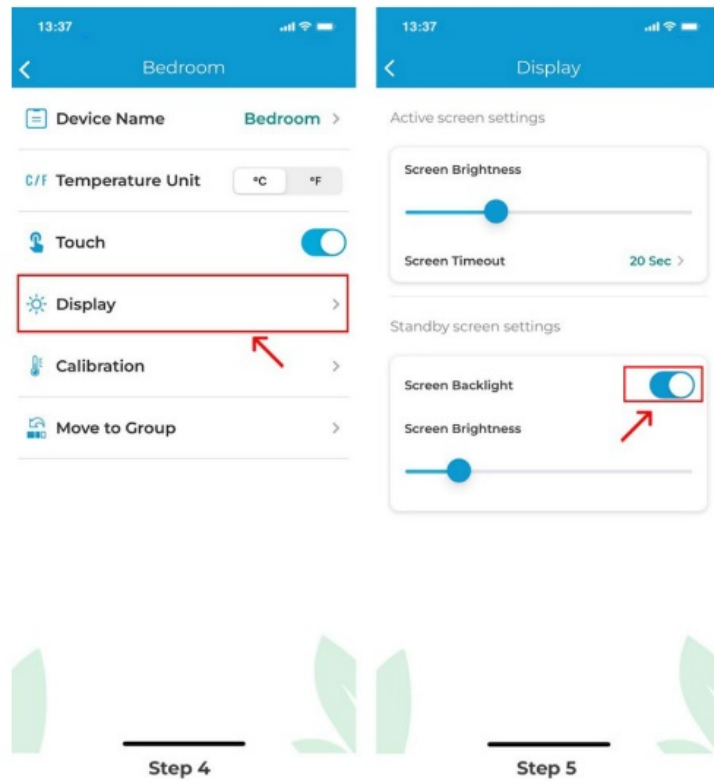 13:37
Bedroom
Device Name Bedroom >
C/F Temperature Unit °C °F
Touch
Display >
Calibration >
Move to Group >
Step 4
13:37
Display
Active screen settings
Screen Brightness
Screen Timeout 20 Sec >
Standby screen settings
Screen Backlight
Screen Brightness
Step 5